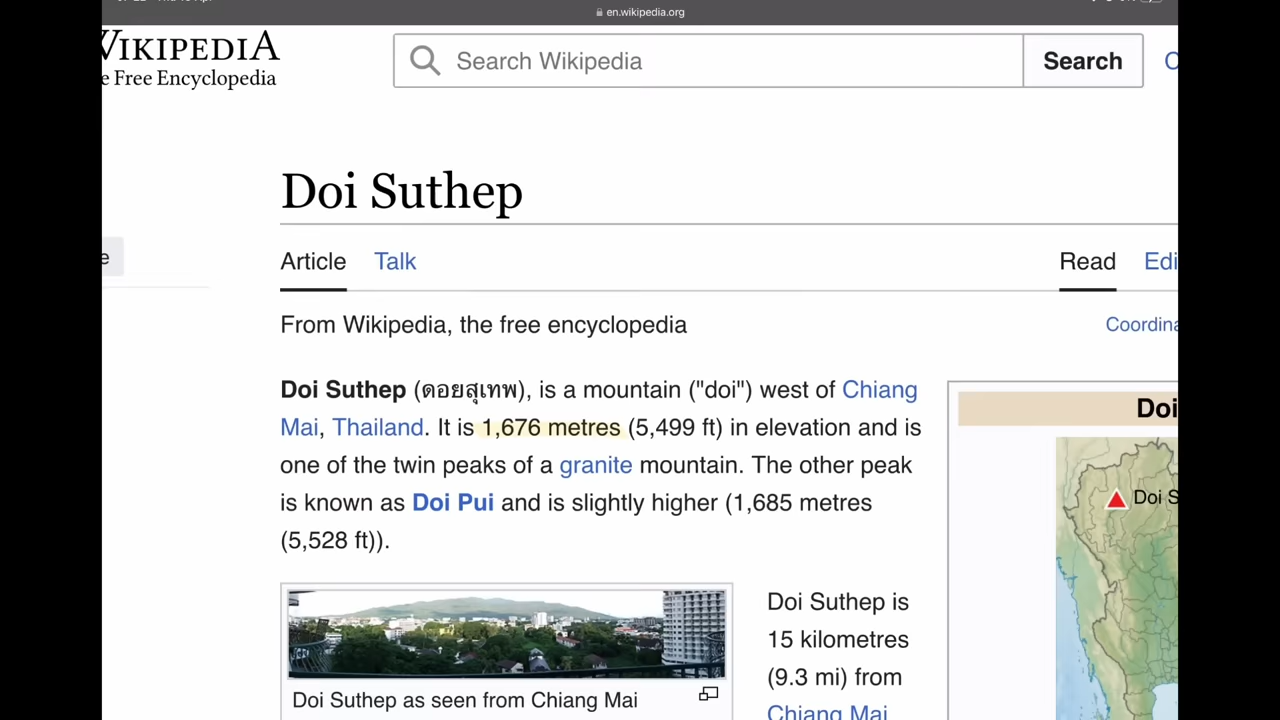 en.wikipedia.org
WIKIPEDIA
Free Encyclopedia
Search Wikipedia
Search
Doi Suthep
Article
Talk
Read
From Wikipedia, the free encyclopedia
Doi Suthep (ดอยสุเทพ), is a mountain ("doi") west of Chiang
Mai, Thailand. It is 1,676 metres (5,499 ft) in elevation and is
one of the twin peaks of a granite mountain. The other peak
is known as Doi Pui and is slightly higher (1,685 metres
(5,528 ft)).
Doi
Doi S
Doi Suthep as seen from Chiang Mai
Doi Suthep is
15 kilometres
(9.3 mi) from
Chiang Mai